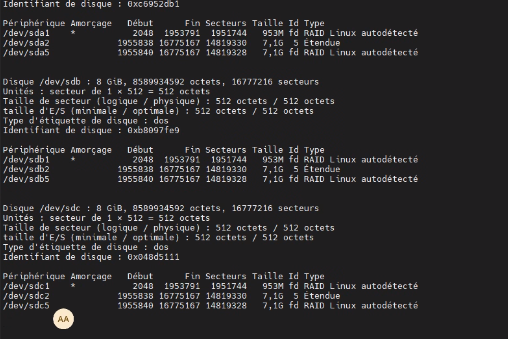 Identifiant de disque : 0xc6952db1
Périphérique Amorçage Début Fin Secteurs Taille Id Type
/dev/sda1 * 2048 1953791 1951744 953M fd RAID Linux autodétecté
/dev/sda2 1955838 16775167 14819330 7,1G 5 Étendue
/dev/sda5 1955840 16775167 14819328 7,1G fd RAID Linux autodétecté
Disque /dev/sdb : 8 GiB, 8589934592 octets, 16777216 secteurs
Unités : secteur de 1 × 512 = 512 octets
Taille de secteur (logique / physique) : 512 octets / 512 octets
taille d'E/S (minimale / optimale) : 512 octets / 512 octets
Type d'étiquette de disque : dos
Identifiant de disque : 0xb8097fe9
Périphérique Amorçage Début Fin Secteurs Taille Id Type
/dev/sdb1 * 2048 1953791 1951744 953M fd RAID Linux autodétecté
/dev/sdb2 1955838 16775167 14819330 7,1G 5 Étendue
/dev/sdb5 1955840 16775167 14819328 7,1G fd RAID Linux autodétecté
Disque /dev/sdc : 8 GiB, 8589934592 octets, 16777216 secteurs
Unités : secteur de 1 × 512 = 512 octets
Taille de secteur (logique / physique) : 512 octets / 512 octets
taille d'E/S (minimale / optimale) : 512 octets / 512 octets
Type d'étiquette de disque : dos
Identifiant de disque : 0x048d5111
Périphérique Amorçage Début Fin Secteurs Taille Id Type
/dev/sdc1 * 2048 1953791 1951744 953M fd RAID Linux autodétecté
/dev/sdc2 1955838 16775167 14819330 7,1G 5 Étendue
/dev/sdc5 1955840 16775167 14819328 7,1G fd RAID Linux autodétecté
AA